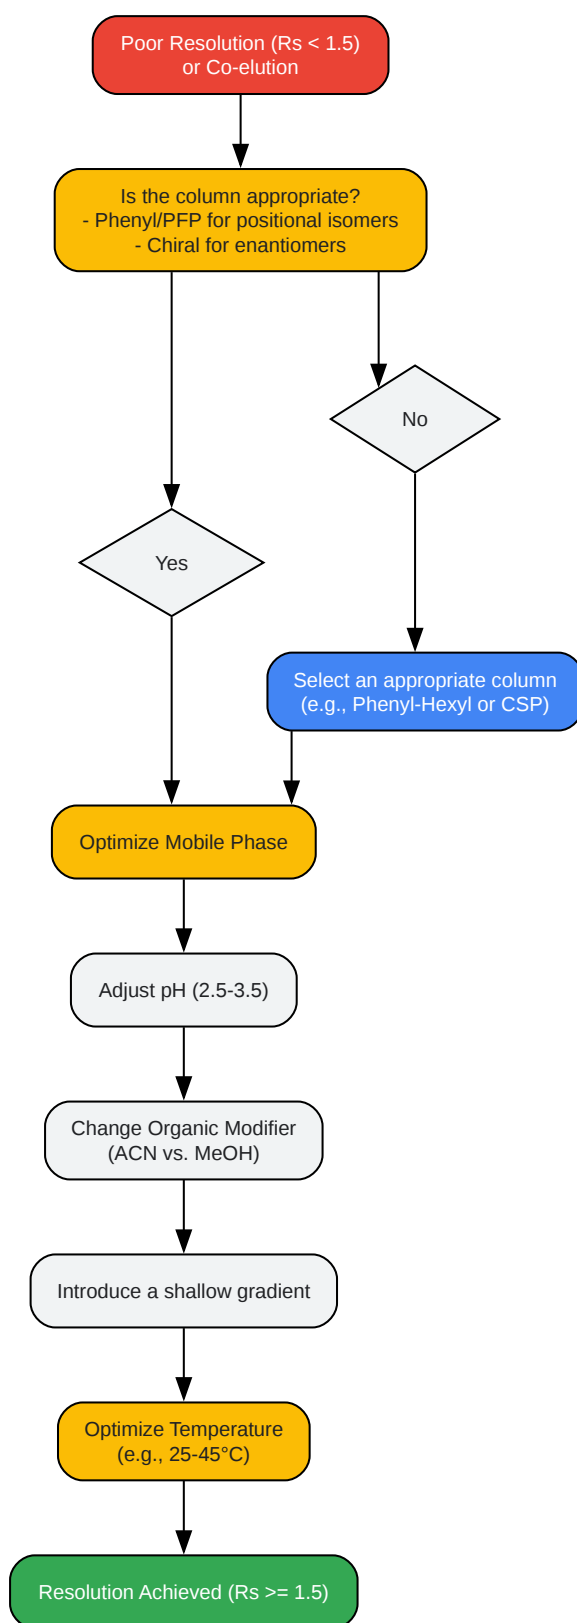 Poor Resolution (Rs < 1.5)
or Co-elution
Is the column appropriate?
- Phenyl/PFP for positional isomers
- Chiral for enantiomers
No
Yes
Select an appropriate column
(e.g., Phenyl-Hexyl or CSP)
Optimize Mobile Phase
Adjust pH (2.5-3.5)
Change Organic Modifier
(ACN vs. MeOH)
Introduce a shallow gradient
Optimize Temperature
(e.g., 25-45°C)
Resolution Achieved (Rs >= 1.5)